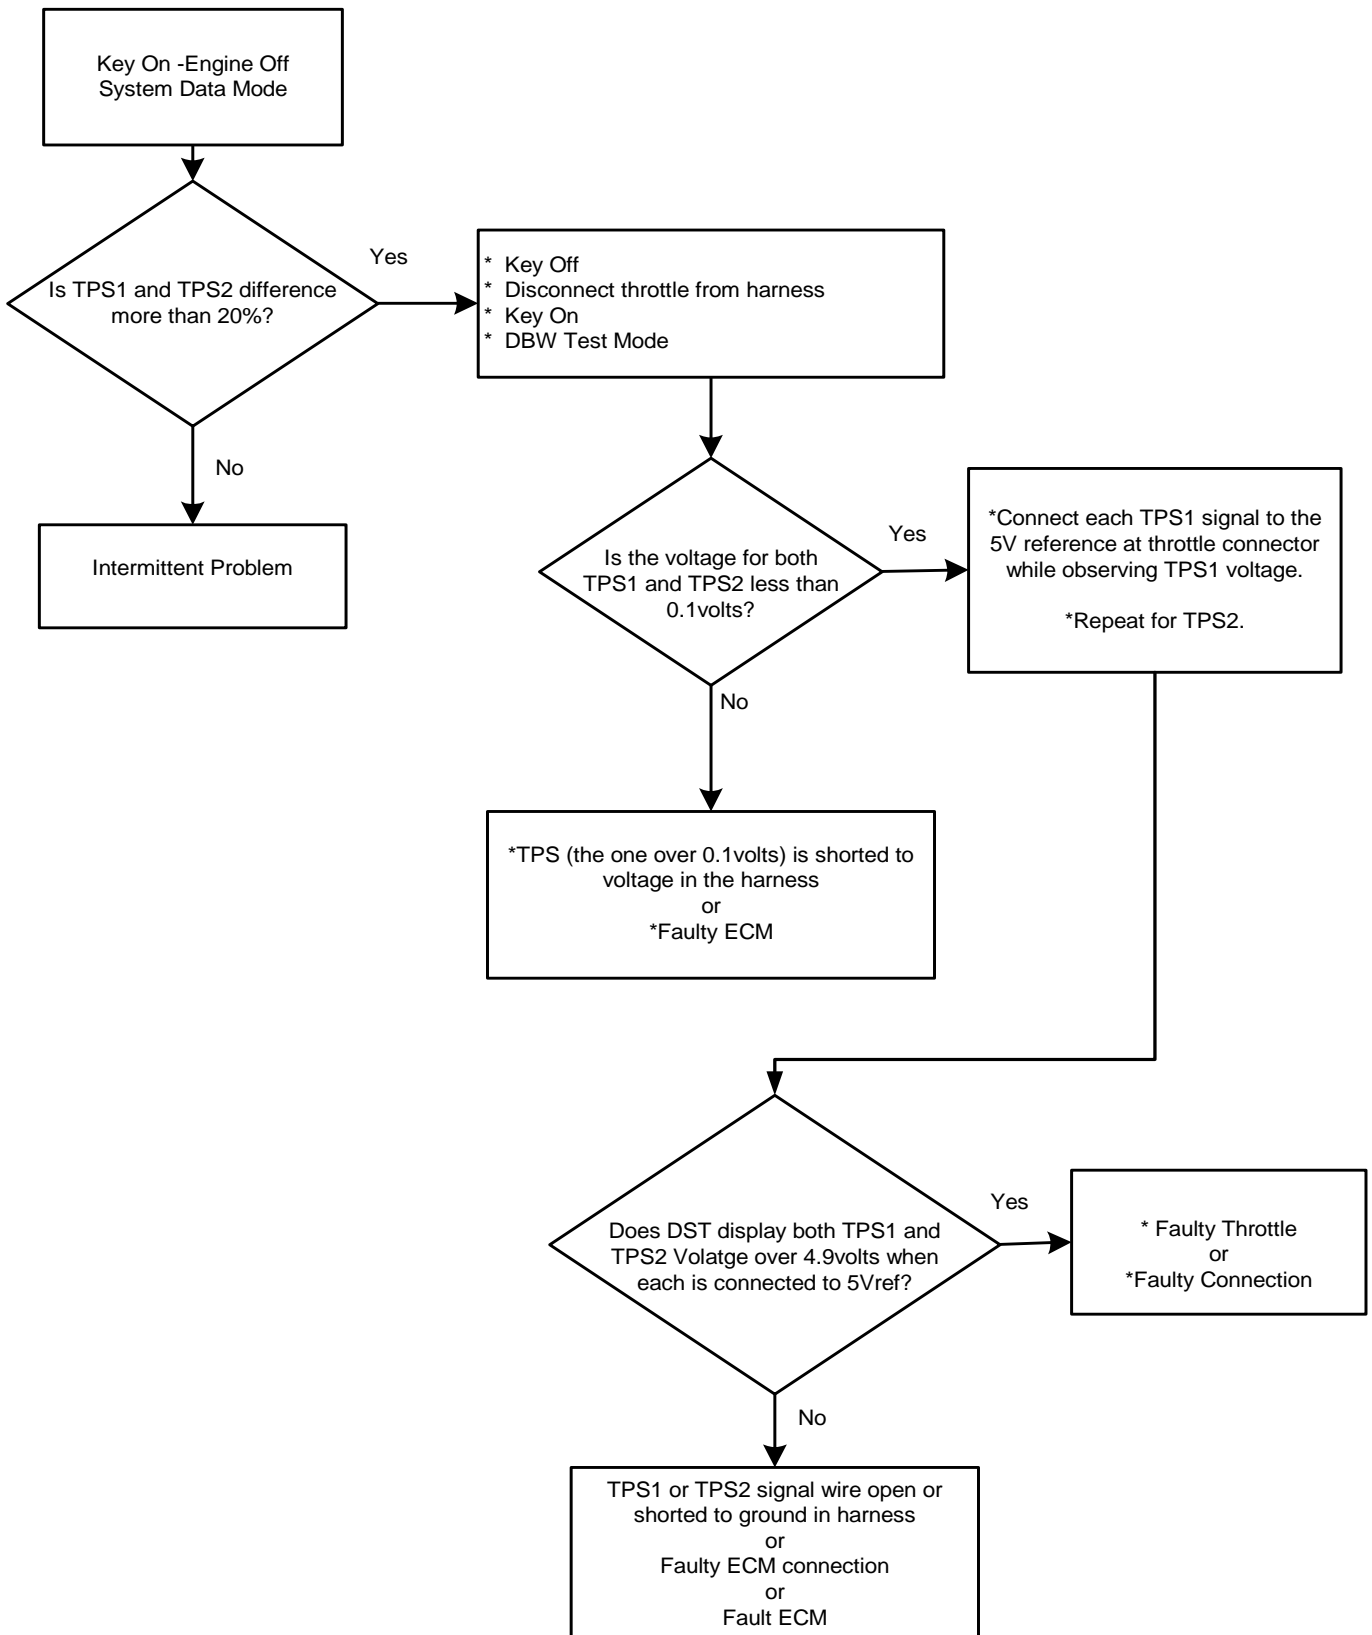 Key On -Engine Off
System Data Mode
Is TPS1 and TPS2 difference
more than 20%?
Yes
* Key Off
* Disconnect throttle from harness
* Key On
* DBW Test Mode
No
Intermittent Problem
Is the voltage for both
TPS1 and TPS2 less than
0.1volts?
Yes
*Connect each TPS1 signal to the
5V reference at throttle connector
while observing TPS1 voltage.
*Repeat for TPS2.
No
*TPS (the one over 0.1volts) is shorted to
voltage in the harness
or
*Faulty ECM
Does DST display both TPS1 and
TPS2 Volatge over 4.9volts when
each is connected to 5Vref?
Yes
* Faulty Throttle
or
*Faulty Connection
No
TPS1 or TPS2 signal wire open or
shorted to ground in harness
or
Faulty ECM connection
or
Fault ECM